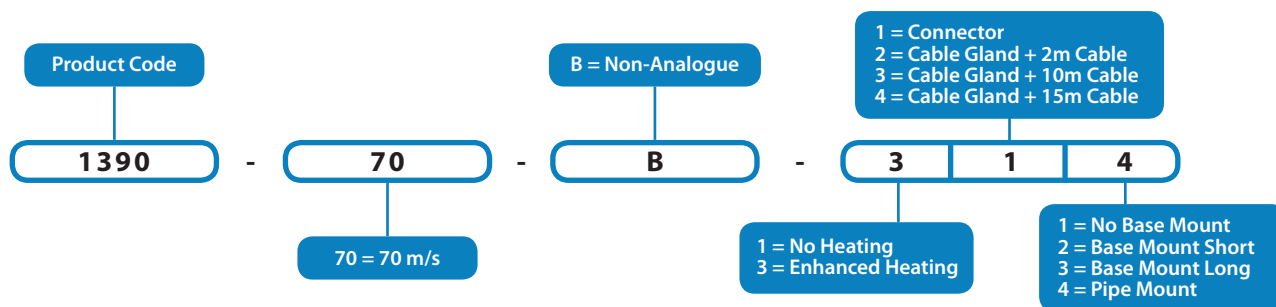 1 = Connector
2 = Cable Gland + 2m Cable
3 = Cable Gland + 10m Cable
4 = Cable Gland + 15m Cable
Product Code
B = Non-Analogue
1390 - 70 - B - 3 1 4
70 = 70 m/s
1 = No Heating
3 = Enhanced Heating
1 = No Base Mount
2 = Base Mount Short
3 = Base Mount Long
4 = Pipe Mount